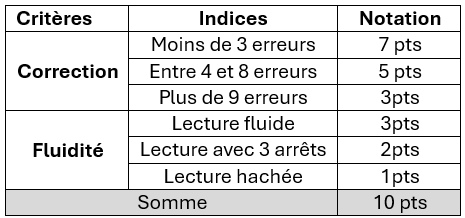 Critères Indices Notation
Correction
Moins de 3 erreurs 7 pts
Entre 4 et 8 erreurs 5 pts
Plus de 9 erreurs 3pts
Fluidité
Lecture fluide 3pts
Lecture avec 3 arrêts 2pts
Lecture hachée 1pts
Somme 10 pts